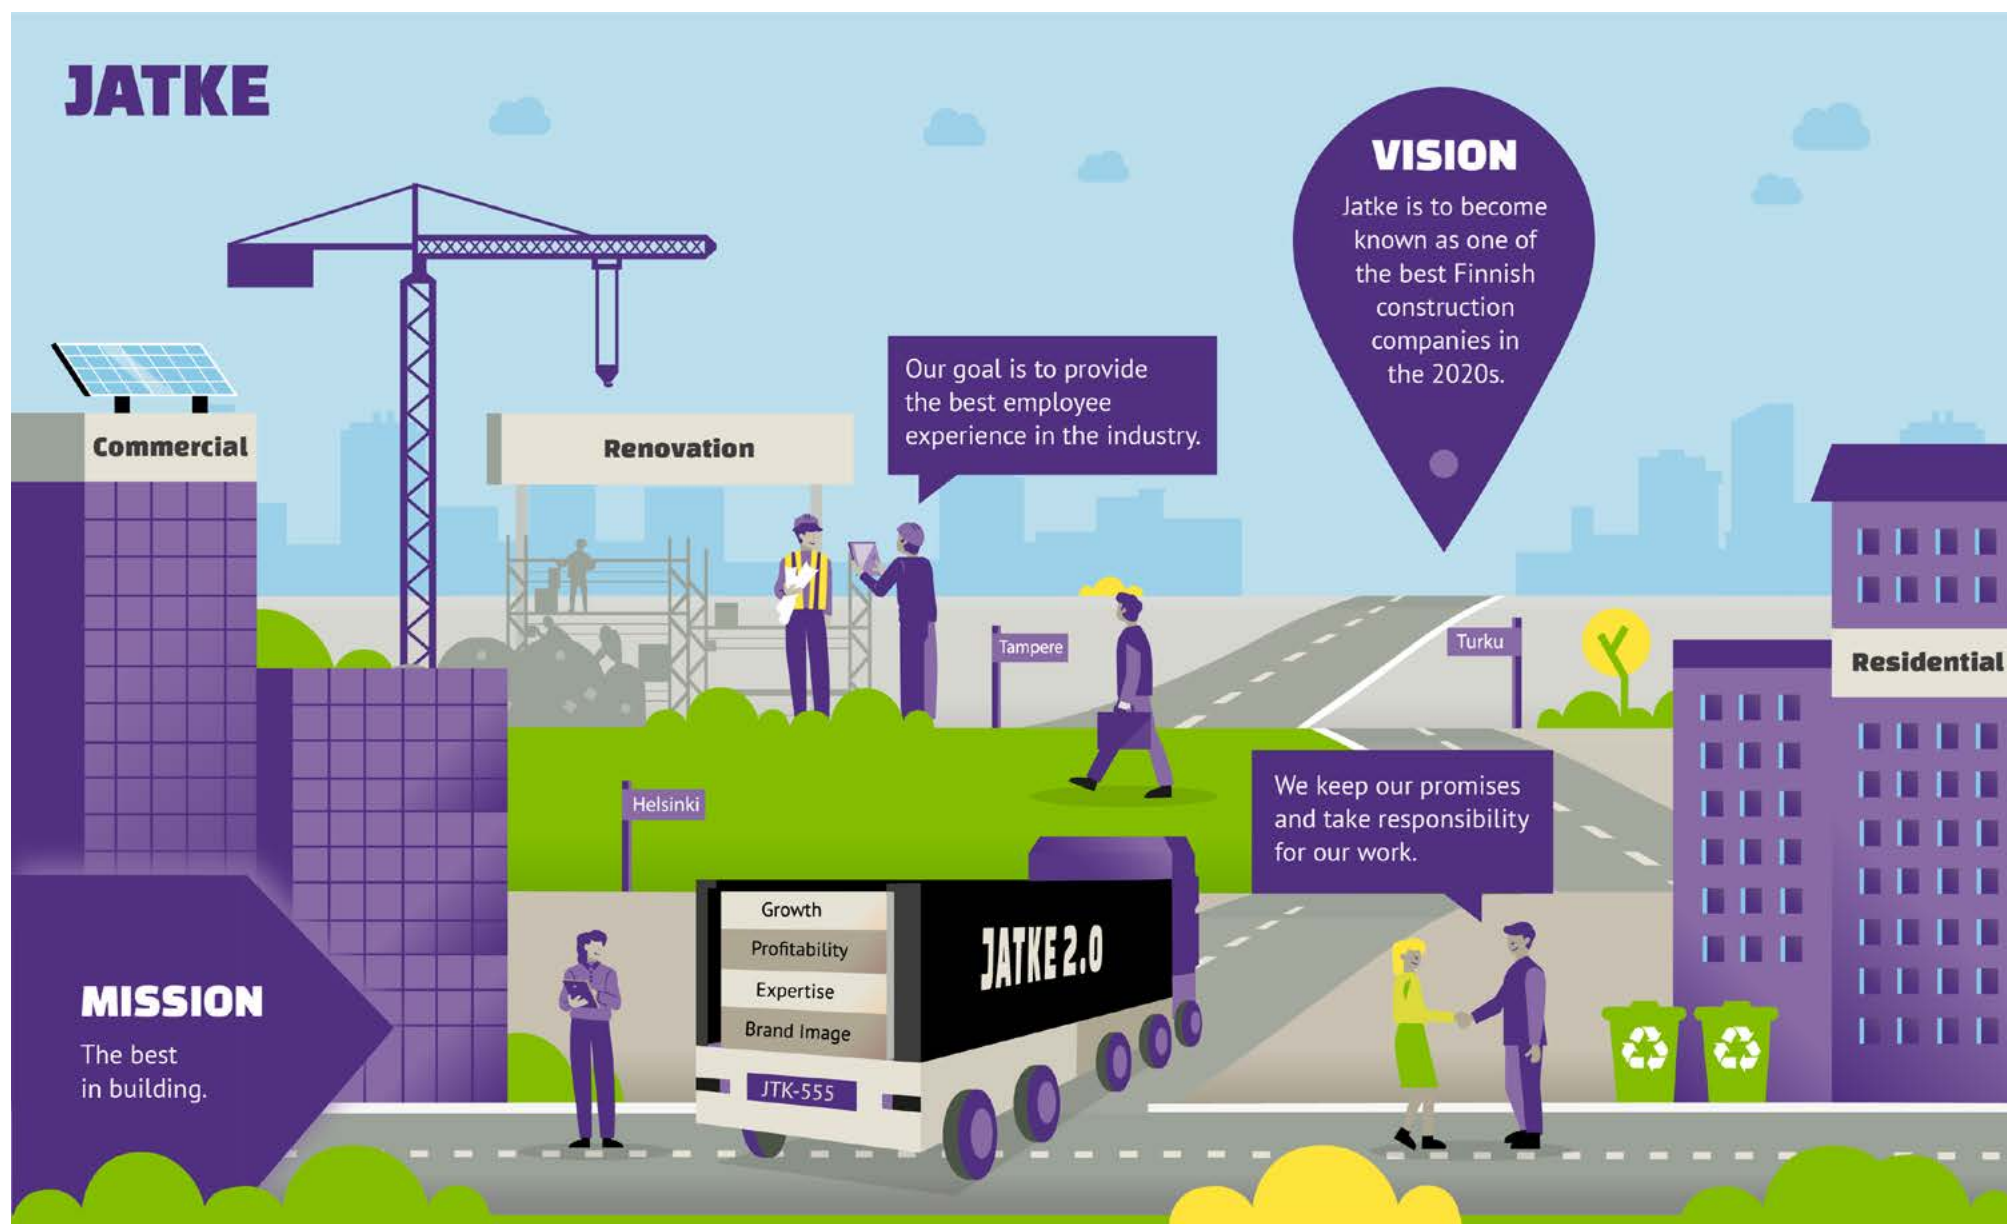 JATKE
VISION
Jatke is to become
known as one of
the best Finnish
construction
companies in
the 2020s.
Our goal is to provide
the best employee
experience in the industry.
Commercial
Renovation
Tampere
Turku
Residential
We keep our promises
and take responsibility
for our work.
Helsinki
Growth
Profitability
Expertise
Brand Image
JATKE 2.0
JTK-555
MISSION
The best
in building.